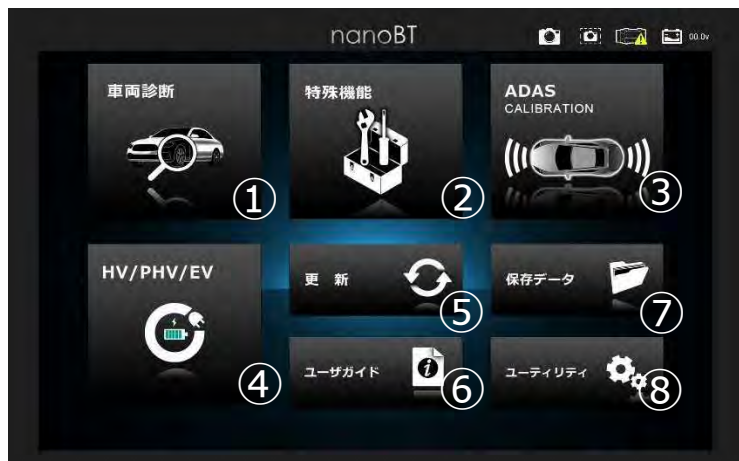 nanoBT
00.0v
車両診断
①
特殊機能
②
ADAS
CALIBRATION
③
HV/PHV/EV
④
更 新
⑤
保存データ
⑦
ユーザガイド
⑥
ユーティリティ
⑧